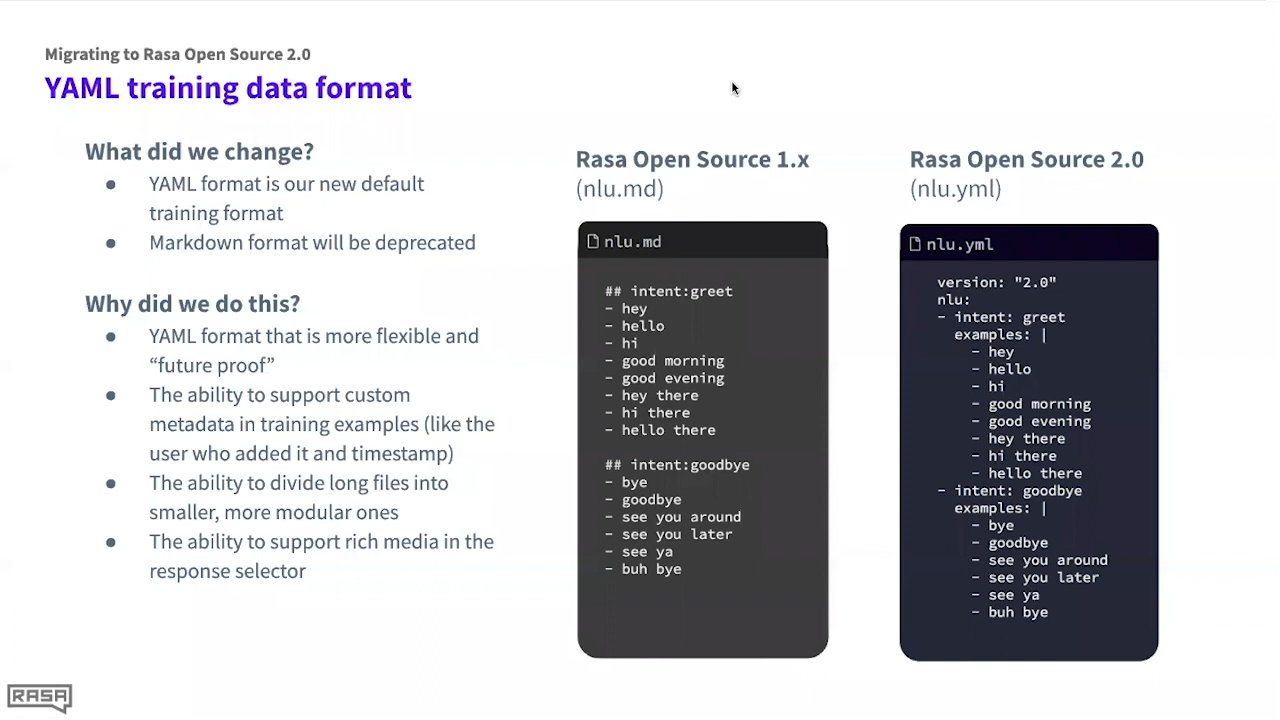 Migrating to Rasa Open Source 2.0
YAML training data format
What did we change?
● YAML format is our new default
training format
● Markdown format will be deprecated
Why did we do this?
● YAML format that is more flexible and
“future proof”
● The ability to support custom
metadata in training examples (like the
user who added it and timestamp)
● The ability to divide long files into
smaller, more modular ones
● The ability to support rich media in the
response selector
Rasa Open Source 1.x
(nlu.md)
nlu.md
## intent:greet
- hey
- hello
- hi
- good morning
- good evening
- hey there
- hi there
- hello there
## intent:goodbye
- bye
- goodbye
- see you around
- see you later
- see ya
- buh bye
Rasa Open Source 2.0
(nlu.yml)
nlu.yml
version: "2.0"
nlu:
- intent: greet
examples: |
- hey
- hello
- hi
- good morning
- good evening
- hey there
- hi there
- hello there
- intent: goodbye
examples: |
- bye
- goodbye
- see you around
- see you later
- see ya
- buh bye
RASA